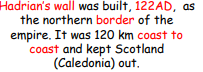 Hadrian's wall was built, 122AD, as
the northern border of the
empire. It was 120 km coast to
coast and kept Scotland
(Caledonia) out.